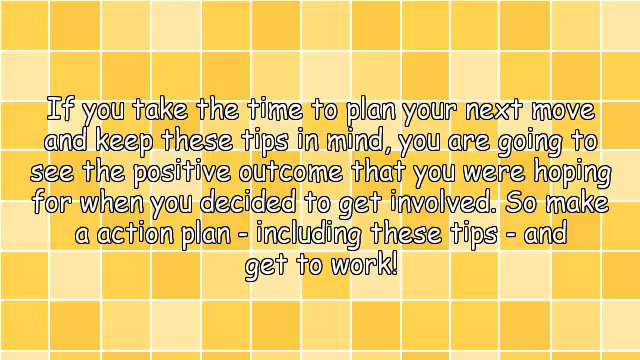 If you take the time to plan your next move
and keep these tips in mind, you are going to
see the positive outcome that you were hoping
for when you decided to get involved. So make
a action plan - including these tips - and
get to work!